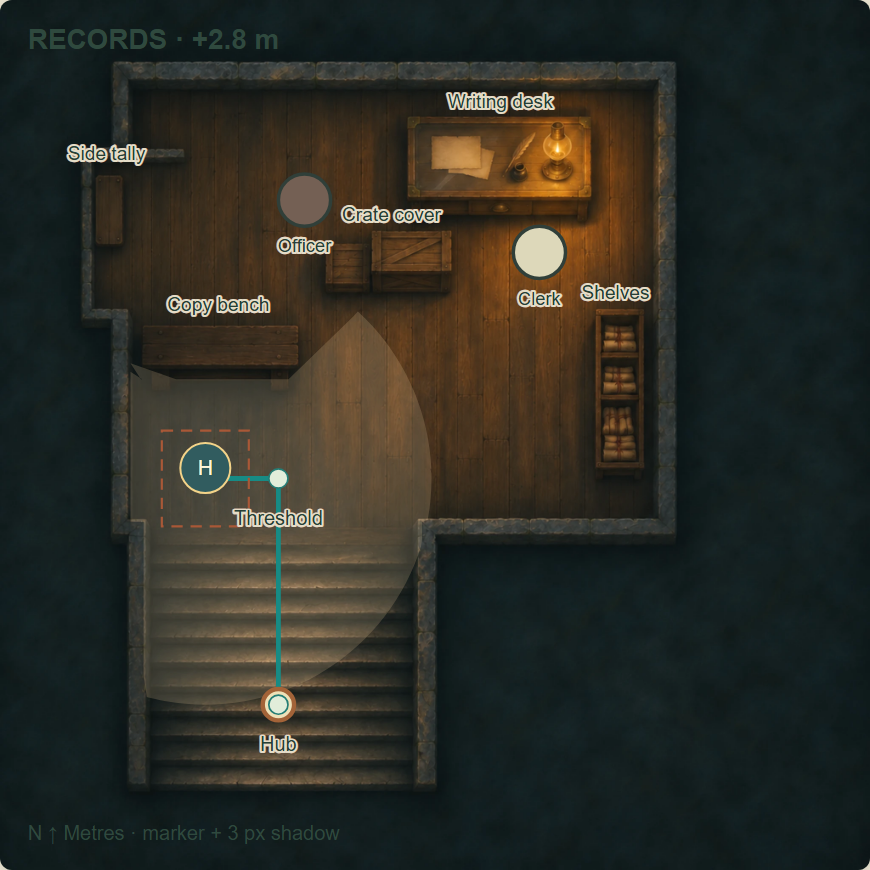 RECORDS · +2.8 m
Writing desk
Side tally
Crate cover
Officer
Clerk
Shelves
Copy bench
H
Threshold
Hub
N ↑ Metres · marker + 3 px shadow